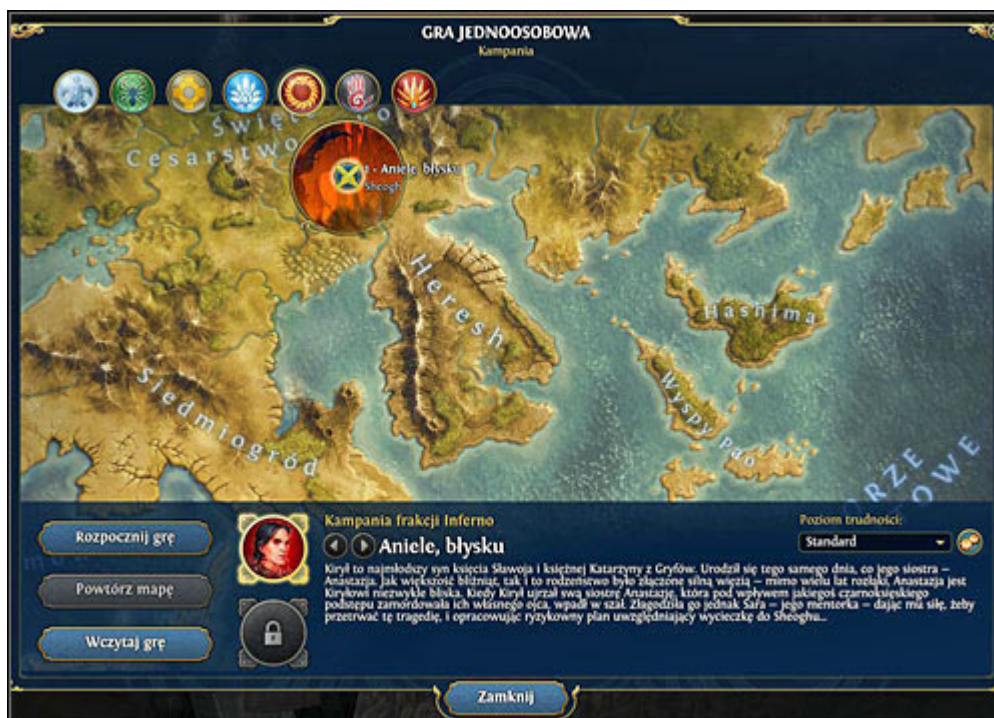 GRA JEDNOOSOBOWA
Kampania
Święt
Cesarstwo
1 - Aniele, błysku
Sheogh
Heresh
Hashima
Wyspy Pao
Siedmiogród
Rozpocznij grę
Powtórz mapę
Wczytaj grę
Kampania frakcji Inferno
Aniele, błysku
Poziom trudności:
Standard
Kirył to najmłodszy syn księcia Sławoja i księżnej Katarzyny z Gryfów. Urodził się tego samego dnia, co jego siostra –
Anastazja. Jak większość bliźniąt, tak i to rodzeństwo było złączone silną więzią – mimo wielu lat rozłąki, Anastazja jest
Kiryłowi niezwykle bliska. Kiedy Kirył ujrzał swą siostrę Anastazję, która pod wpływem jakiegoś czarnoksięskiego
podstępu zamordowała ich własnego ojca, wpadł w szał. Złagodziła go jednak Sara – jego mentorka – dając mu siłę, żeby
przetrwać tę tragedię, i opracowując ryzykowny plan uwzględniający wycieczkę do Sheoghu...
Zamknij